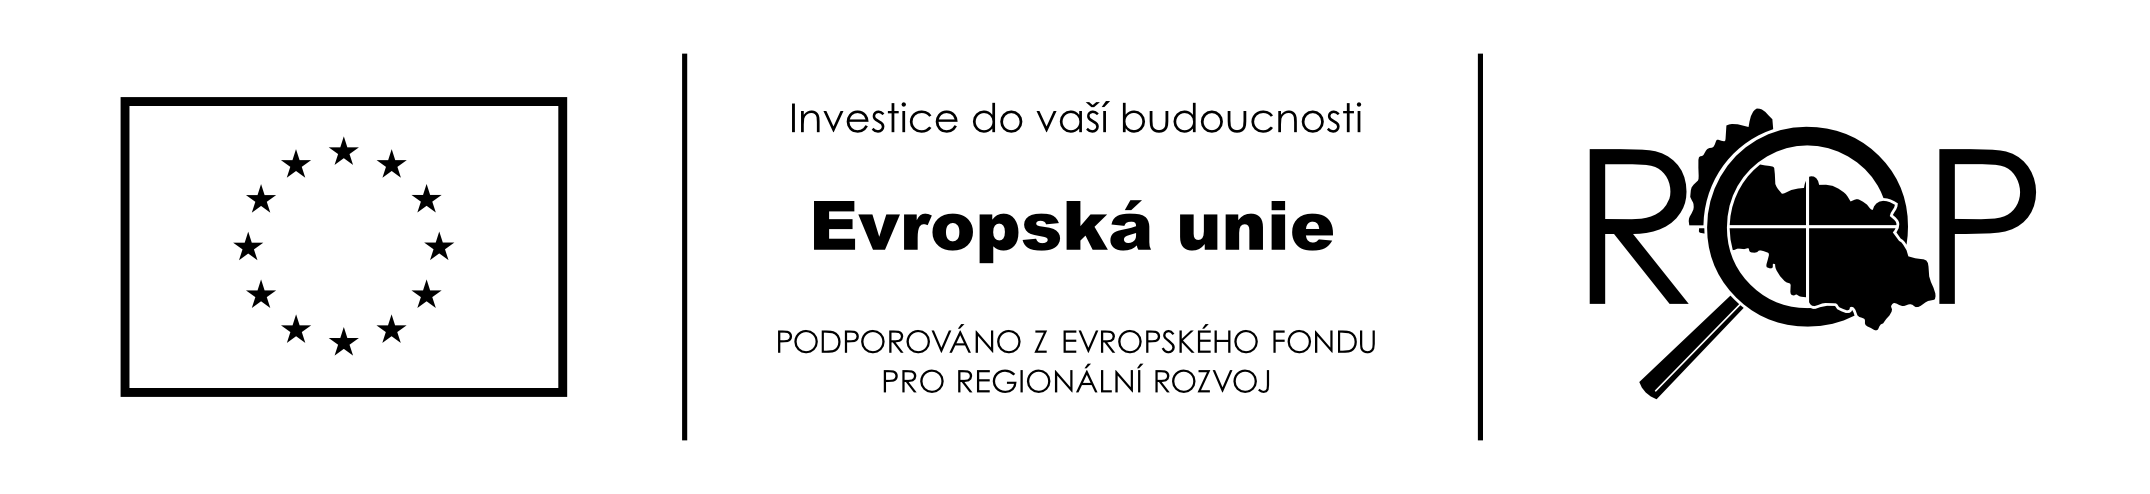 Investice do vaší budoucnosti
Evropská unie
PODPOROVÁNO Z EVROPSKÉHO FONDU
PRO REGIONÁLNÍ ROZVOJ
ROP